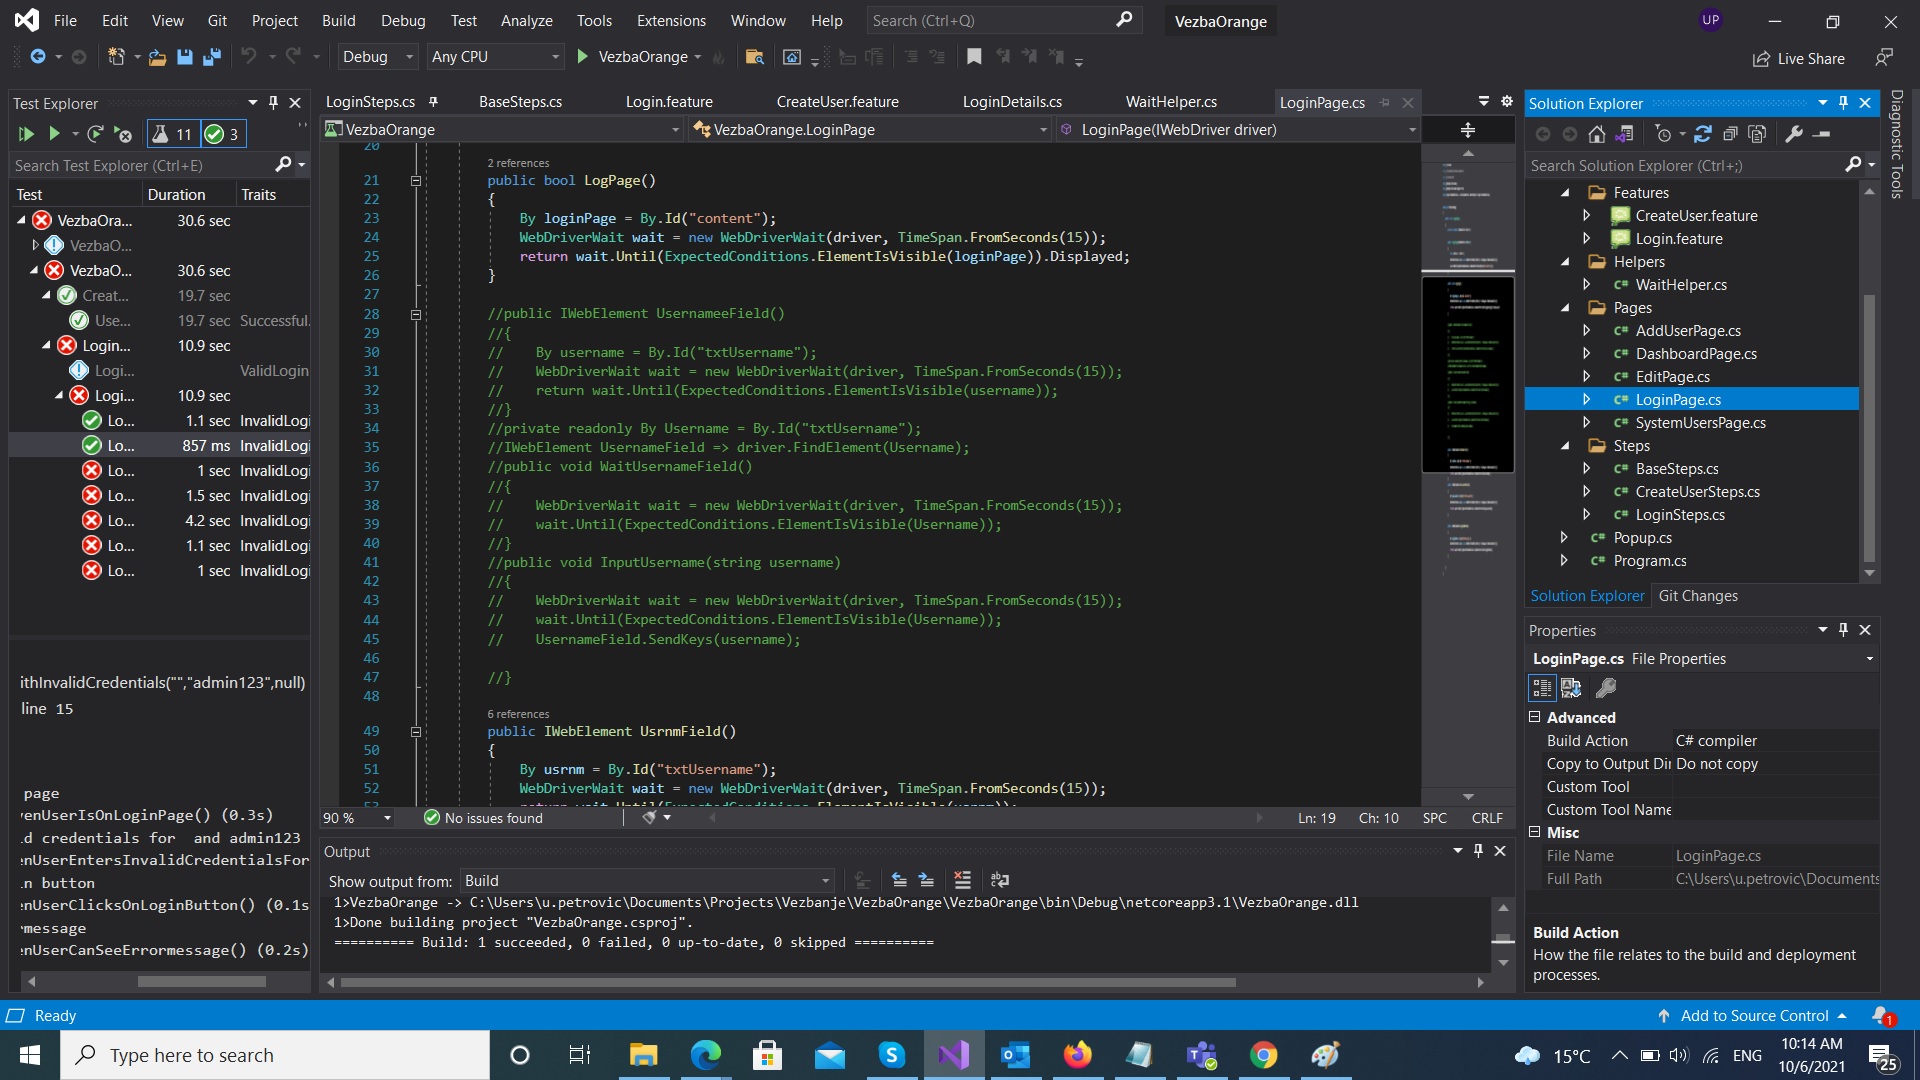 File Edit View Git Project Build Debug Test Analyze Tools Extensions Window Help Search (Ctrl+Q) VezbaOrange UP
Debug Any CPU VezbaOrange Live Share
Test Explorer
11 3
Search Test Explorer (Ctrl+E)
Test Duration Traits
VezbaOra... 30.6 sec
VezbaO...
VezbaO... 30.6 sec
Creat... 19.7 sec
Use... 19.7 sec Successful.
Login... 10.9 sec
Logi... ValidLogin
Logi... 10.9 sec
Lo... 1.1 sec InvalidLogi
Lo... 857 ms InvalidLogi
Lo... 1 sec InvalidLogi
Lo... 1.5 sec InvalidLogi
Lo... 4.2 sec InvalidLogi
Lo... 1.1 sec InvalidLogi
Lo... 1 sec InvalidLogi
ithInvalidCredentials("","admin123",null)
line 15
page
enUserIsOnLoginPage() (0.3s)
d credentials for  and admin123
enUserEntersInvalidCredentialsFor
n button
enUserClicksOnLoginButton() (0.1s
message
enUserCanSeeErrormessage() (0.2s)
LoginSteps.cs BaseSteps.cs Login.feature CreateUser.feature LoginDetails.cs WaitHelper.cs LoginPage.cs
VezbaOrange VezbaOrange.LoginPage LoginPage(IWebDriver driver)
20
2 references
21 public bool LogPage()
22 {
23 By loginPage = By.Id("content");
24 WebDriverWait wait = new WebDriverWait(driver, TimeSpan.FromSeconds(15));
25 return wait.Until(ExpectedConditions.ElementIsVisible(loginPage)).Displayed;
26 }
27
28 //public IWebElement UsernameeField()
29 //{
30 //    By username = By.Id("txtUsername");
31 //    WebDriverWait wait = new WebDriverWait(driver, TimeSpan.FromSeconds(15));
32 //    return wait.Until(ExpectedConditions.ElementIsVisible(username));
33 //}
34 //private readonly By Username = By.Id("txtUsername");
35 //IWebElement UsernameField => driver.FindElement(Username);
36 //public void WaitUsernameField()
37 //{
38 //    WebDriverWait wait = new WebDriverWait(driver, TimeSpan.FromSeconds(15));
39 //    wait.Until(ExpectedConditions.ElementIsVisible(Username));
40 //}
41 //public void InputUsername(string username)
42 //{
43 //    WebDriverWait wait = new WebDriverWait(driver, TimeSpan.FromSeconds(15));
44 //    wait.Until(ExpectedConditions.ElementIsVisible(Username));
45 //    UsernameField.SendKeys(username);
46
47 //}
48
6 references
49 public IWebElement UsrnmField()
50 {
51 By usrnm = By.Id("txtUsername");
52 WebDriverWait wait = new WebDriverWait(driver, TimeSpan.FromSeconds(15));
90 % No issues found Ln: 19 Ch: 10 SPC CRLF
Output
Show output from: Build
1>VezbaOrange -> C:\Users\u.petrovic\Documents\Projects\Vezbanje\VezbaOrange\VezbaOrange\bin\Debug\netcoreapp3.1\VezbaOrange.dll
1>Done building project "VezbaOrange.csproj".
========== Build: 1 succeeded, 0 failed, 0 up-to-date, 0 skipped ==========
Solution Explorer
Search Solution Explorer (Ctrl+;)
Features
CreateUser.feature
Login.feature
Helpers
C# WaitHelper.cs
Pages
C# AddUserPage.cs
C# DashboardPage.cs
C# EditPage.cs
C# LoginPage.cs
C# SystemUsersPage.cs
Steps
C# BaseSteps.cs
C# CreateUserSteps.cs
C# LoginSteps.cs
C# Popup.cs
C# Program.cs
Solution Explorer Git Changes
Properties
LoginPage.cs File Properties
Advanced
Build Action C# compiler
Copy to Output Dir Do not copy
Custom Tool
Custom Tool Name
Misc
File Name LoginPage.cs
Full Path C:\Users\u.petrovic\Documents
Build Action
How the file relates to the build and deployment
processes.
Diagnostic Tools
Ready Add to Source Control 1
Type here to search 15°C ENG 10:14 AM
10/6/2021 25